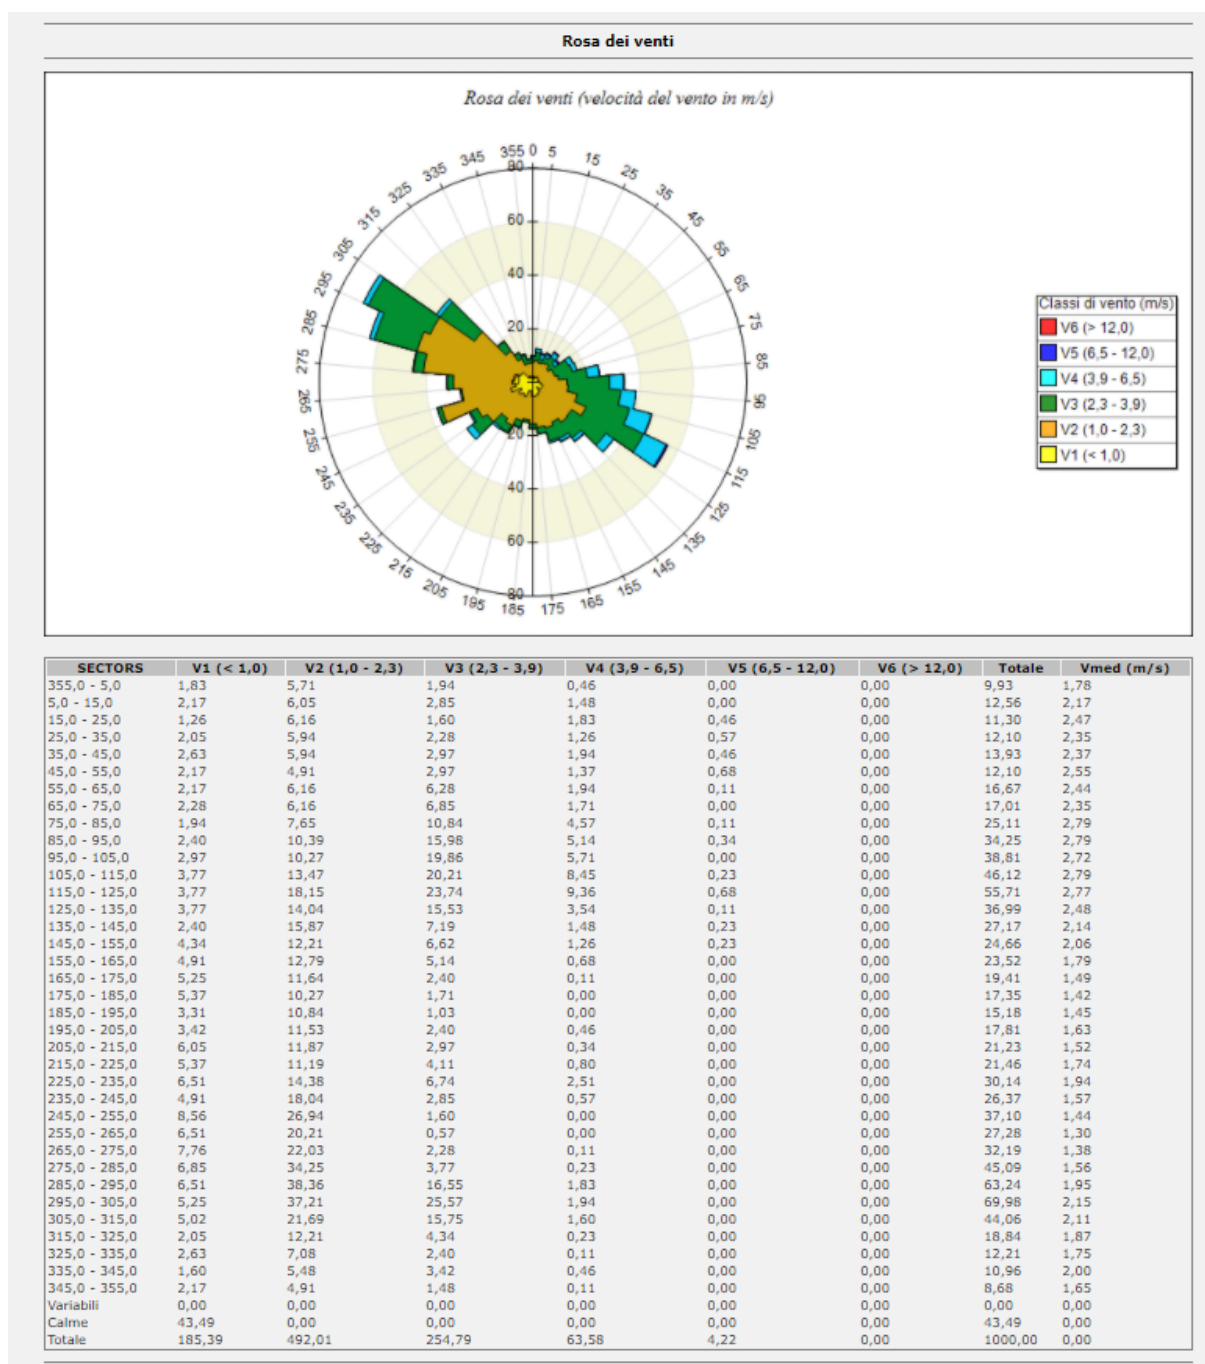 Rosa dei venti
Rosa dei venti (velocità del vento in m/s)
355 0 5
345 15
335 25
325 35
315 45
305 55
295 65
285 75
275 85
265 95
255 105
245 115
235 125
225 135
215 145
205 155
195 165
185 175
80
60
40
20
20
40
60
80
Classi di vento (m/s)
V6 (> 12,0)
V5 (6,5 - 12,0)
V4 (3,9 - 6,5)
V3 (2,3 - 3,9)
V2 (1,0 - 2,3)
V1 (< 1,0)
SECTORS V1 (< 1,0) V2 (1,0 - 2,3) V3 (2,3 - 3,9) V4 (3,9 - 6,5) V5 (6,5 - 12,0) V6 (> 12,0) Totale Vmed (m/s)
355,0 - 5,0 1,83 5,71 1,94 0,46 0,00 0,00 9,93 1,78
5,0 - 15,0 2,17 6,05 2,85 1,48 0,00 0,00 12,56 2,17
15,0 - 25,0 1,26 6,16 1,60 1,83 0,46 0,00 11,30 2,47
25,0 - 35,0 2,05 5,94 2,28 1,26 0,57 0,00 12,10 2,35
35,0 - 45,0 2,63 5,94 2,97 1,94 0,46 0,00 13,93 2,37
45,0 - 55,0 2,17 4,91 2,97 1,37 0,68 0,00 12,10 2,55
55,0 - 65,0 2,17 6,16 6,28 1,94 0,11 0,00 16,67 2,44
65,0 - 75,0 2,28 6,16 6,85 1,71 0,00 0,00 17,01 2,35
75,0 - 85,0 1,94 7,65 10,84 4,57 0,11 0,00 25,11 2,79
85,0 - 95,0 2,40 10,39 15,98 5,14 0,34 0,00 34,25 2,79
95,0 - 105,0 2,97 10,27 19,86 5,71 0,00 0,00 38,81 2,72
105,0 - 115,0 3,77 13,47 20,21 8,45 0,23 0,00 46,12 2,79
115,0 - 125,0 3,77 18,15 23,74 9,36 0,68 0,00 55,71 2,77
125,0 - 135,0 3,77 14,04 15,53 3,54 0,11 0,00 36,99 2,48
135,0 - 145,0 2,40 15,87 7,19 1,48 0,23 0,00 27,17 2,14
145,0 - 155,0 4,34 12,21 6,62 1,26 0,23 0,00 24,66 2,06
155,0 - 165,0 4,91 12,79 5,14 0,68 0,00 0,00 23,52 1,79
165,0 - 175,0 5,25 11,64 2,40 0,11 0,00 0,00 19,41 1,49
175,0 - 185,0 5,37 10,27 1,71 0,00 0,00 0,00 17,35 1,42
185,0 - 195,0 3,31 10,84 1,03 0,00 0,00 0,00 15,18 1,45
195,0 - 205,0 3,42 11,53 2,40 0,46 0,00 0,00 17,81 1,63
205,0 - 215,0 6,05 11,87 2,97 0,34 0,00 0,00 21,23 1,52
215,0 - 225,0 5,37 11,19 4,11 0,80 0,00 0,00 21,46 1,74
225,0 - 235,0 6,51 14,38 6,74 2,51 0,00 0,00 30,14 1,94
235,0 - 245,0 4,91 18,04 2,85 0,57 0,00 0,00 26,37 1,57
245,0 - 255,0 8,56 26,94 1,60 0,00 0,00 0,00 37,10 1,44
255,0 - 265,0 6,51 20,21 0,57 0,00 0,00 0,00 27,28 1,30
265,0 - 275,0 7,76 22,03 2,28 0,11 0,00 0,00 32,19 1,38
275,0 - 285,0 6,85 34,25 3,77 0,23 0,00 0,00 45,09 1,56
285,0 - 295,0 6,51 38,36 16,55 1,83 0,00 0,00 63,24 1,95
295,0 - 305,0 5,25 37,21 25,57 1,94 0,00 0,00 69,98 2,15
305,0 - 315,0 5,02 21,69 15,75 1,60 0,00 0,00 44,06 2,11
315,0 - 325,0 2,05 12,21 4,34 0,23 0,00 0,00 18,84 1,87
325,0 - 335,0 2,63 7,08 2,40 0,11 0,00 0,00 12,21 1,75
335,0 - 345,0 1,60 5,48 3,42 0,46 0,00 0,00 10,96 2,00
345,0 - 355,0 2,17 4,91 1,48 0,11 0,00 0,00 8,68 1,65
Variabili 0,00 0,00 0,00 0,00 0,00 0,00 0,00 0,00
Calme 43,49 0,00 0,00 0,00 0,00 0,00 43,49 0,00
Totale 185,39 492,01 254,79 63,58 4,22 0,00 1000,00 0,00